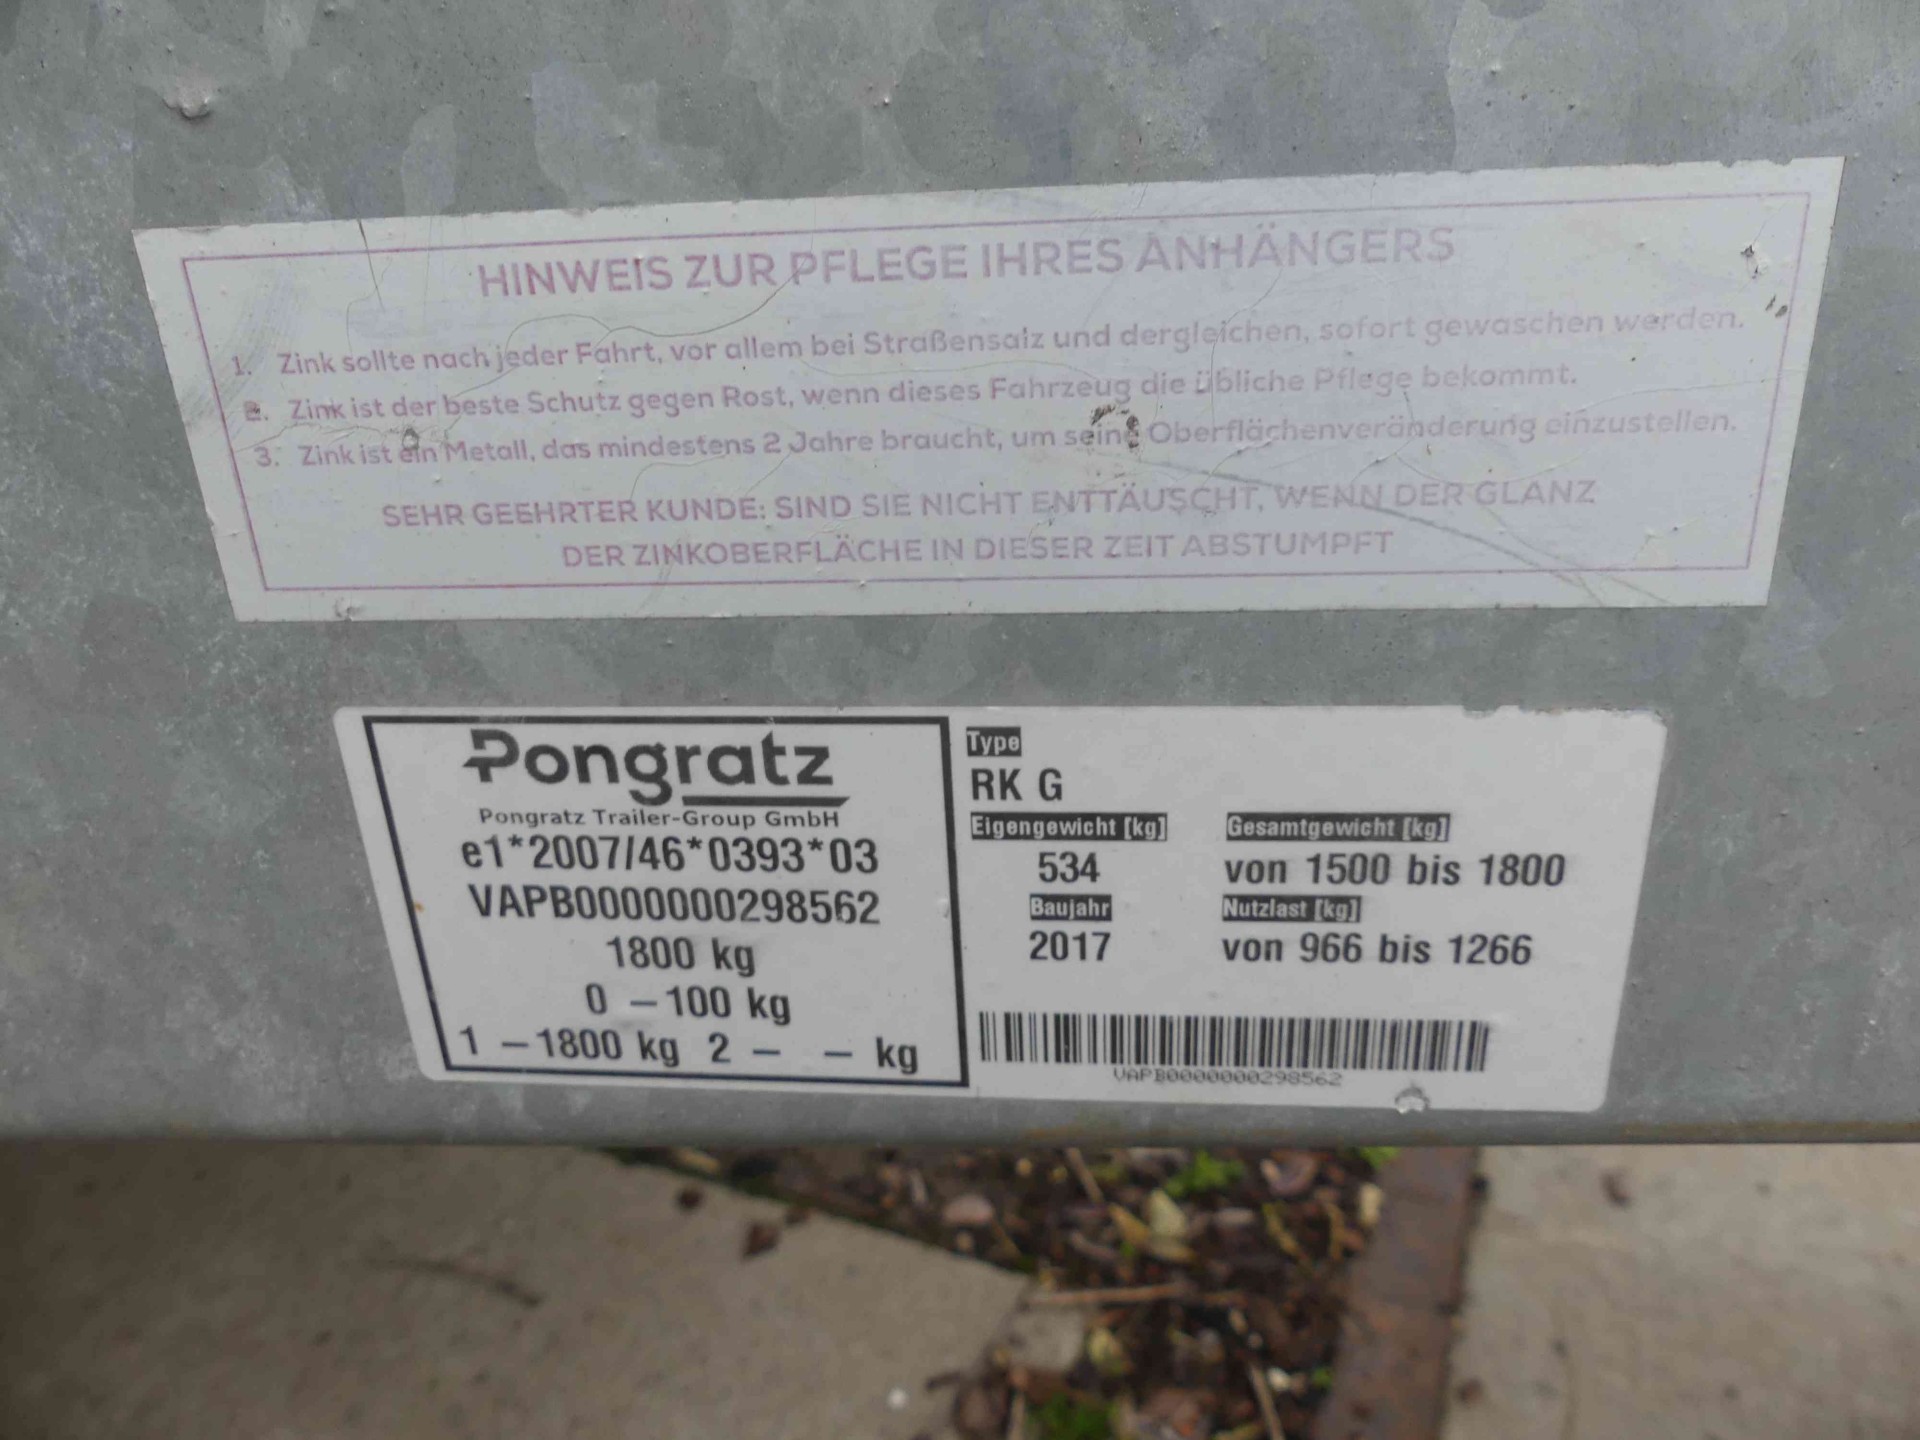 HINWEIS ZUR PFLEGE IHRES ANHÄNGERS
1. Zink sollte nach jeder Fahrt, vor allem bei Straßensalz und dergleichen, sofort gewaschen werden.
2. Zink ist der beste Schutz gegen Rost, wenn dieses Fahrzeug die übliche Pflege bekommt.
3. Zink ist ein Metall, das mindestens 2 Jahre braucht, um seine Oberflächenveränderung einzustellen.
SEHR GEEHRTER KUNDE: SIND SIE NICHT ENTTÄUSCHT, WENN DER GLANZ
DER ZINKOBERFLÄCHE IN DIESER ZEIT ABSTUMPFT
Pongratz
Pongratz Trailer-Group GmbH
e1*2007/46*0393*03
VAPB0000000298562
1800 kg
0 – 100 kg
1 – 1800 kg 2 – – kg
Type
RK G
Eigengewicht [kg] Gesamtgewicht [kg]
534 von 1500 bis 1800
Baujahr Nutzlast [kg]
2017 von 966 bis 1266
VAPB0000000298562